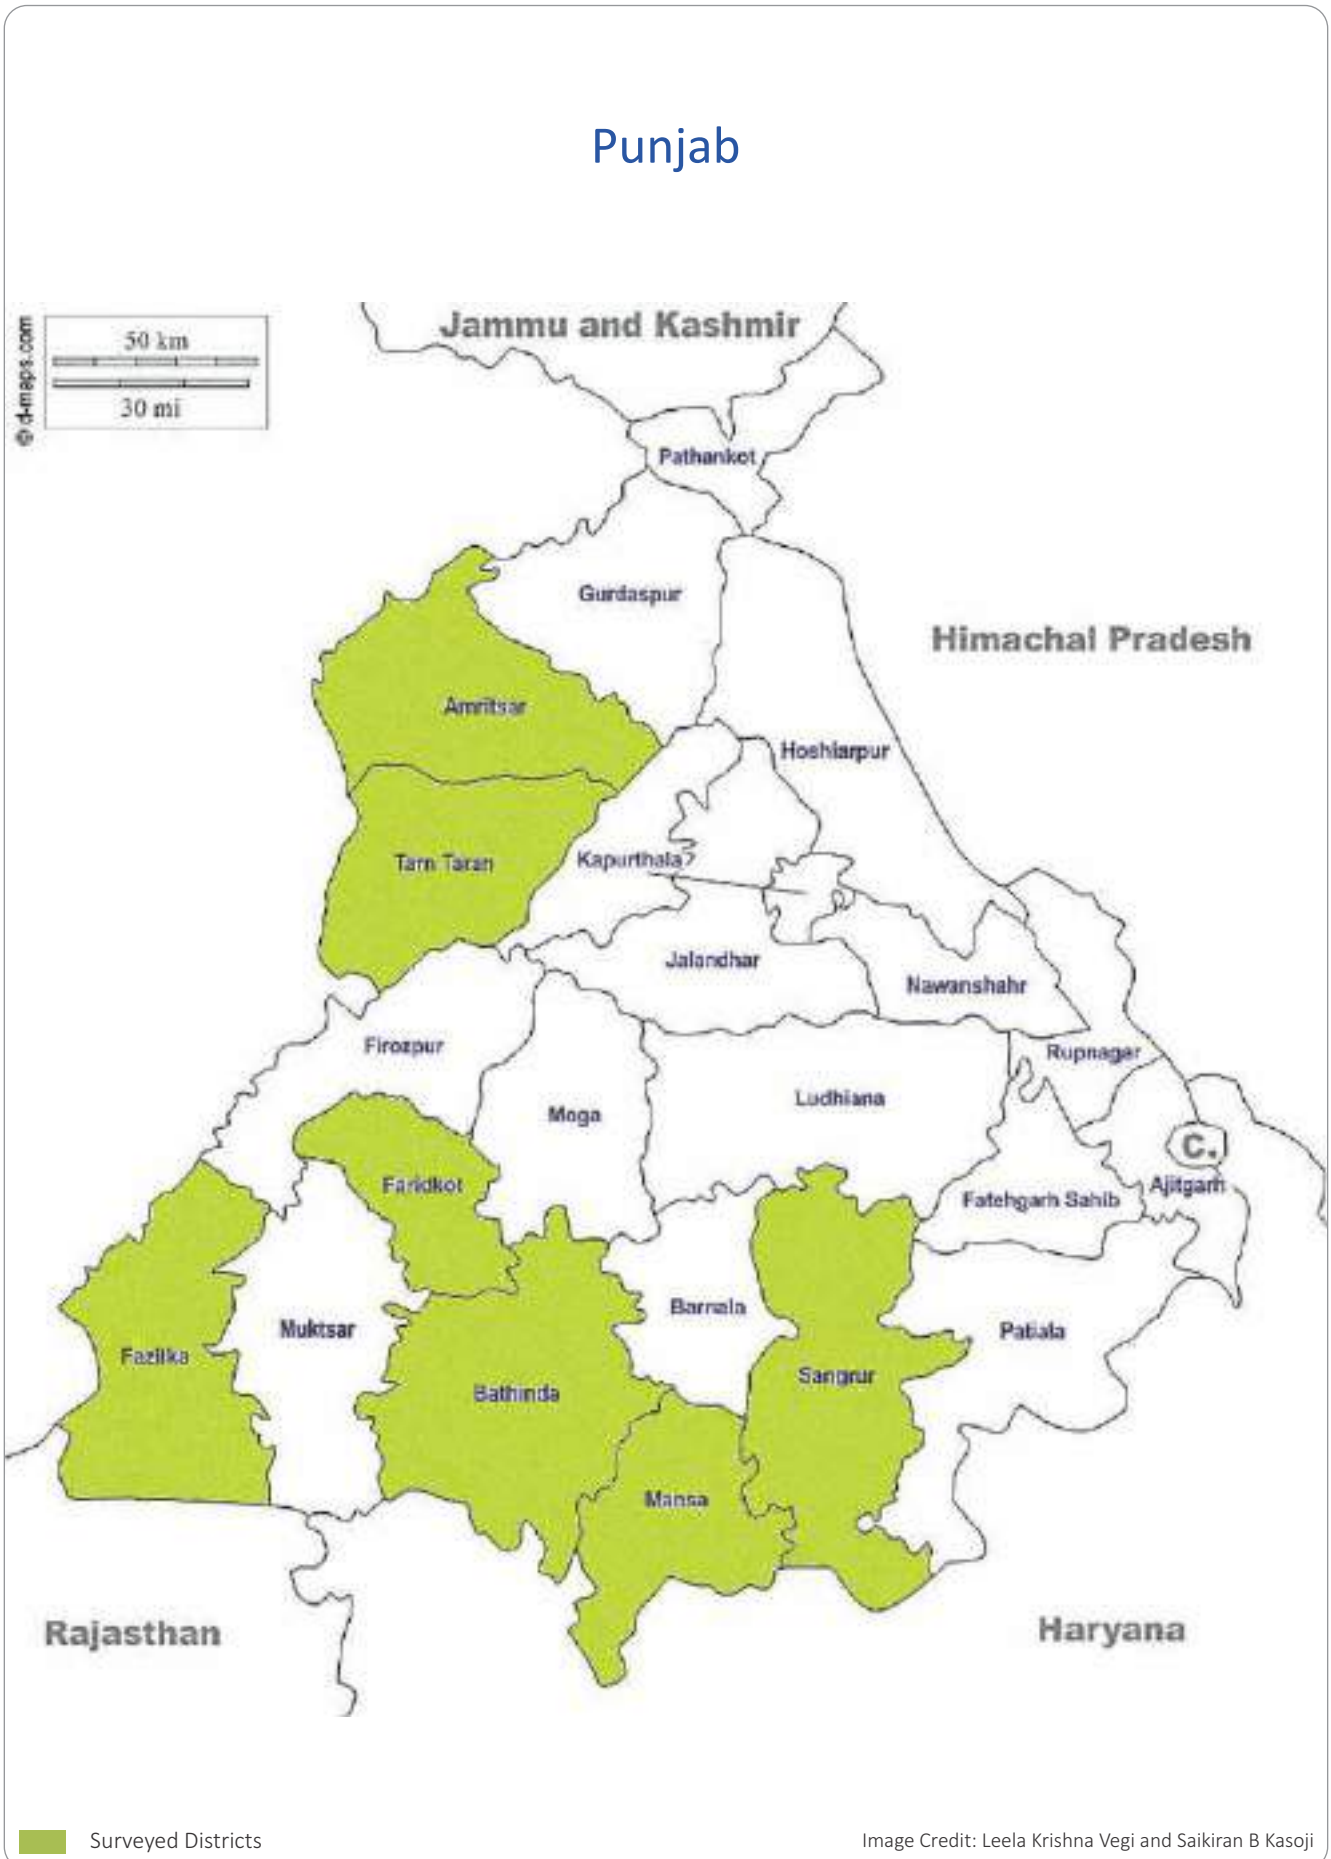 Punjab
© d-maps.com
50 km
30 mi
Jammu and Kashmir
Pathankot
Gurdaspur
Himachal Pradesh
Amritsar
Hoshiarpur
Tarn Taran
Kapurthala
Jalandhar
Nawanshahr
Firozpur
Rupnagar
Ludhiana
Moga
C.
Faridkot
Ajitgarh
Fatehgarh Sahib
Barnala
Muktsar
Patiala
Fazilka
Sangrur
Bathinda
Mansa
Rajasthan
Haryana
Surveyed Districts
Image Credit: Leela Krishna Vegi and Saikiran B Kasoji